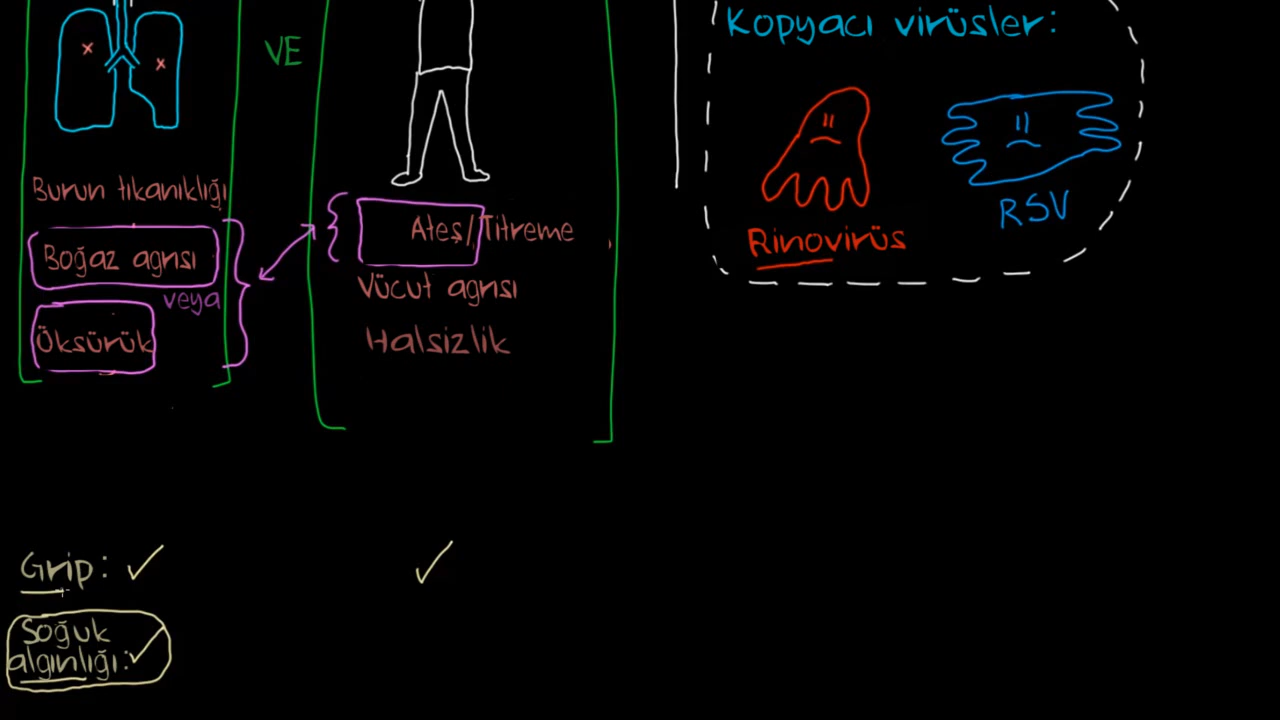 VE
Burun tıkanıklığı
Boğaz ağrısı
veya
Öksürük
Ateş/Titreme
Vücut ağrısı
Halsizlik
Kopyacı virüsler:
Rinovirüs
RSV
Grip: ✓ ✓
Soğuk
algınlığı: ✓